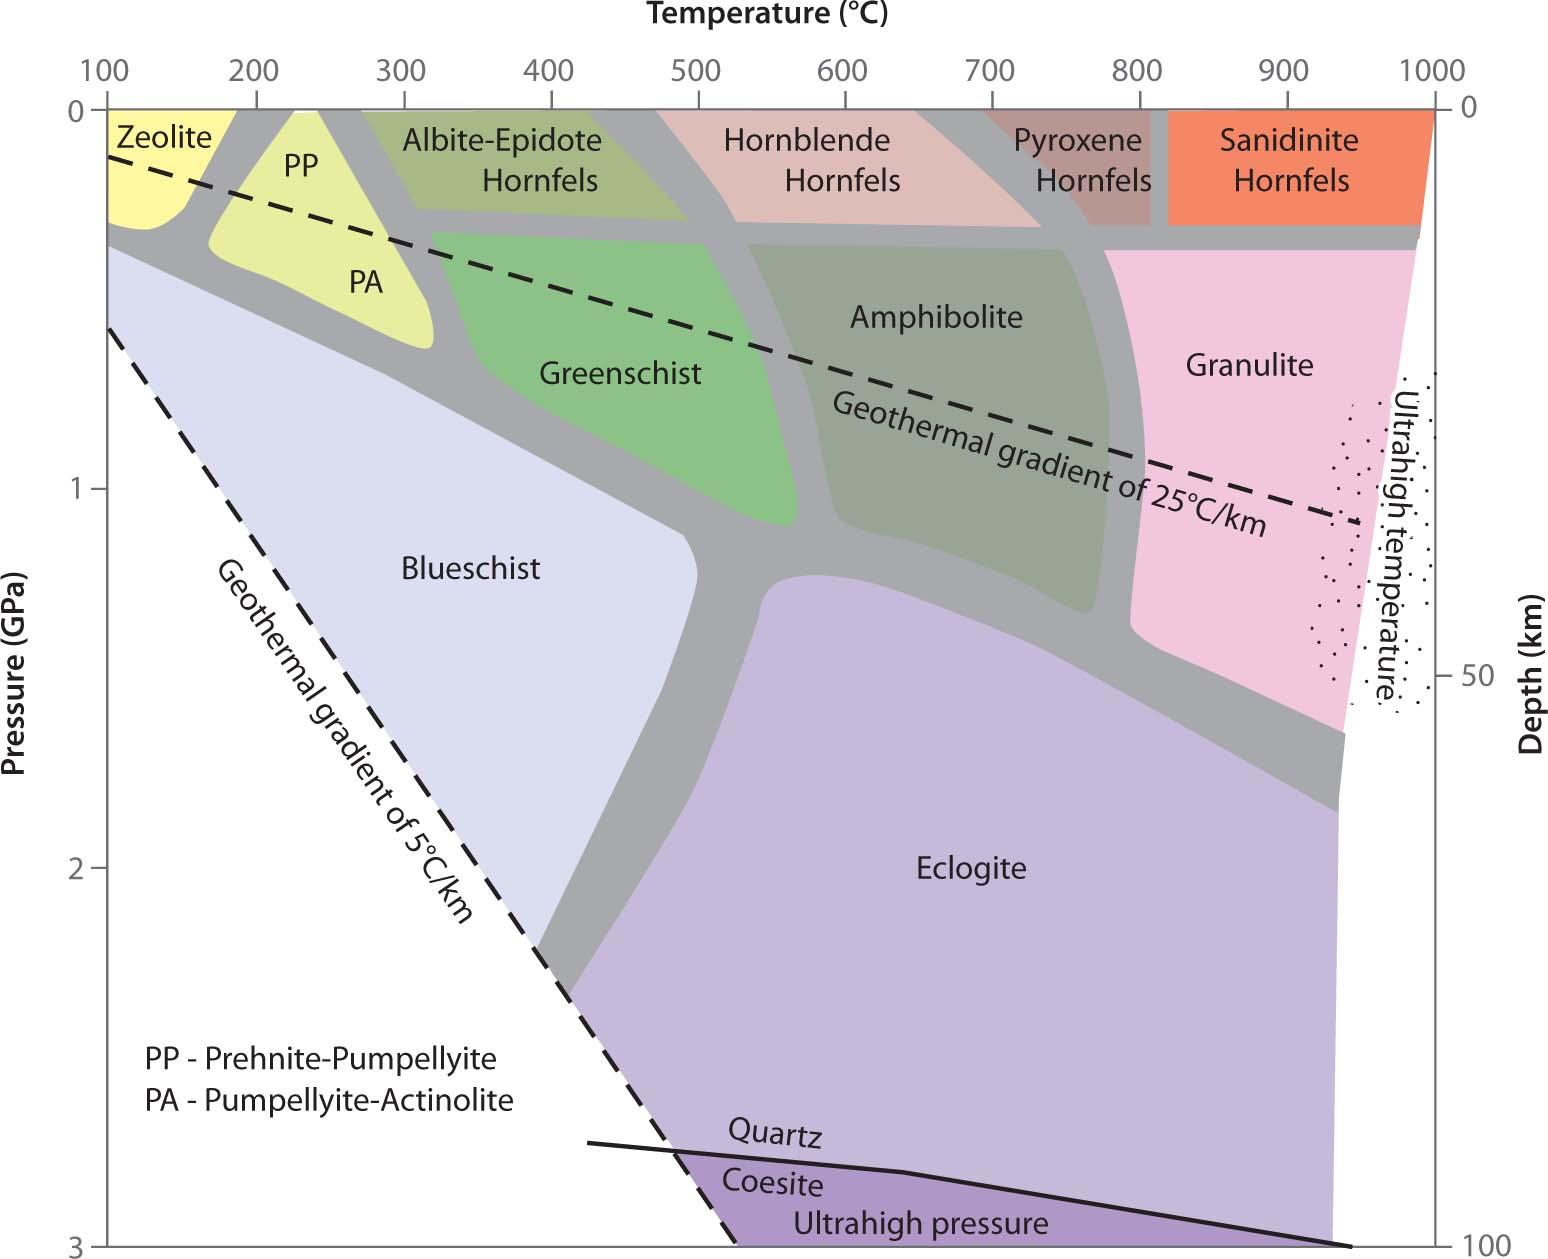 Temperature (°C)
100 200 300 400 500 600 700 800 900 1000
0
0
Zeolite
PP
Albite-Epidote
Hornfels
Hornblende
Hornfels
Pyroxene
Hornfels
Sanidinite
Hornfels
PA
Greenschist
Amphibolite
Granulite
Geothermal gradient of 25°C/km
Ultrahigh temperature
1
Blueschist
Geothermal gradient of 5°C/km
Pressure (GPa)
Depth (km)
50
2
Eclogite
PP - Prehnite-Pumpellyite
PA - Pumpellyite-Actinolite
Quartz
Coesite
Ultrahigh pressure
3
100